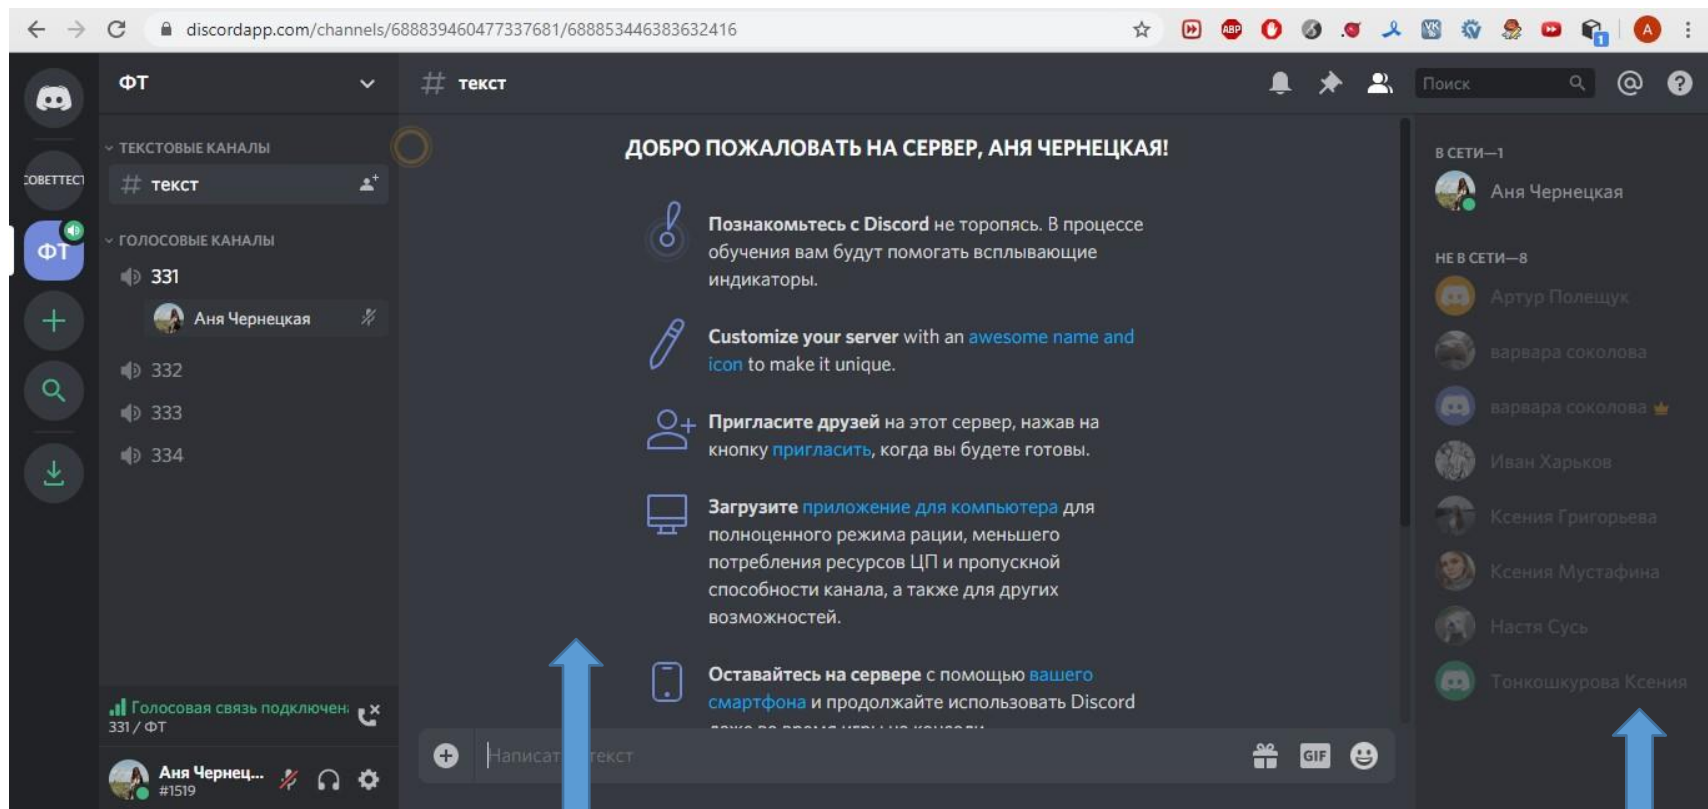 discordapp.com/channels/688839460477337681/688853446383632416
ABP
1
A
ФТ
# текст
Поиск
ТЕКСТОВЫЕ КАНАЛЫ
# текст
СОВЕТТЕСТ
ФТ
ГОЛОСОВЫЕ КАНАЛЫ
331
Аня Чернецкая
332
333
334
Голосовая связь подключен
331 / ФТ
Аня Чернец...
#1519
ДОБРО ПОЖАЛОВАТЬ НА СЕРВЕР, АНЯ ЧЕРНЕЦКАЯ!
Познакомьтесь с Discord не торопясь. В процессе
обучения вам будут помогать всплывающие
индикаторы.
Customize your server with an awesome name and
icon to make it unique.
Пригласите друзей на этот сервер, нажав на
кнопку пригласить, когда вы будете готовы.
Загрузите приложение для компьютера для
полноценного режима рации, меньшего
потребления ресурсов ЦП и пропускной
способности канала, а также для других
возможностей.
Оставайтесь на сервере с помощью вашего
смартфона и продолжайте использовать Discord
GIF
В СЕТИ—1
Аня Чернецкая
НЕ В СЕТИ—8
Артур Полещук
варвара соколова
варвара соколова
Иван Харьков
Ксения Григорьева
Ксения Мустафина
Настя Сусь
Тонкошкурова Ксения